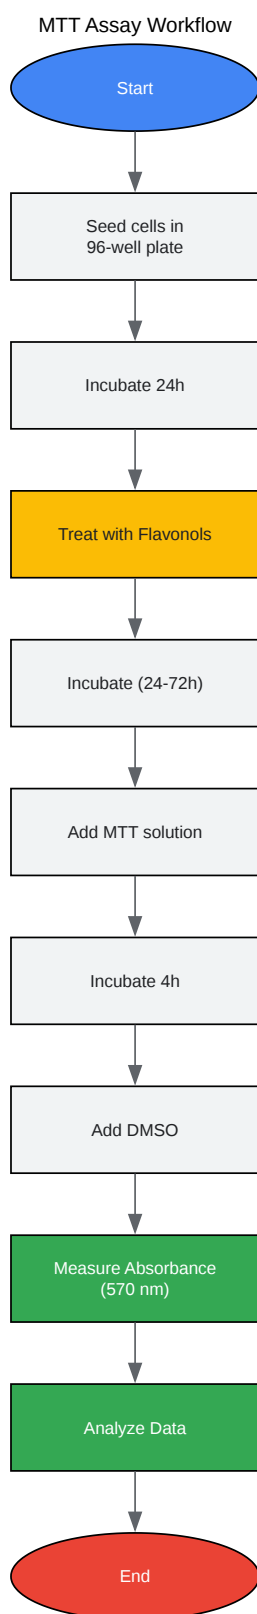 MTT Assay Workflow
Start
Seed cells in
96-well plate
Incubate 24h
Treat with Flavonols
Incubate (24-72h)
Add MTT solution
Incubate 4h
Add DMSO
Measure Absorbance
(570 nm)
Analyze Data
End